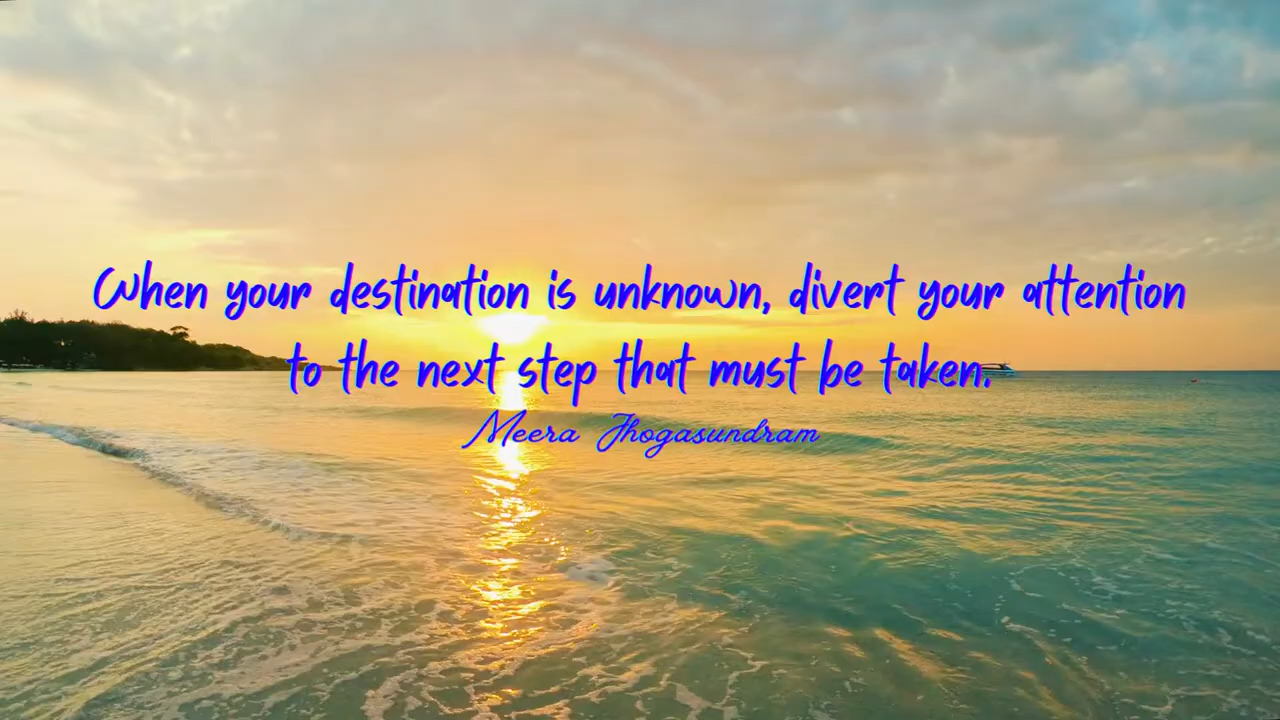 When your destination is unknown, divert your attention
to the next step that must be taken.
Meera Jhogasundram